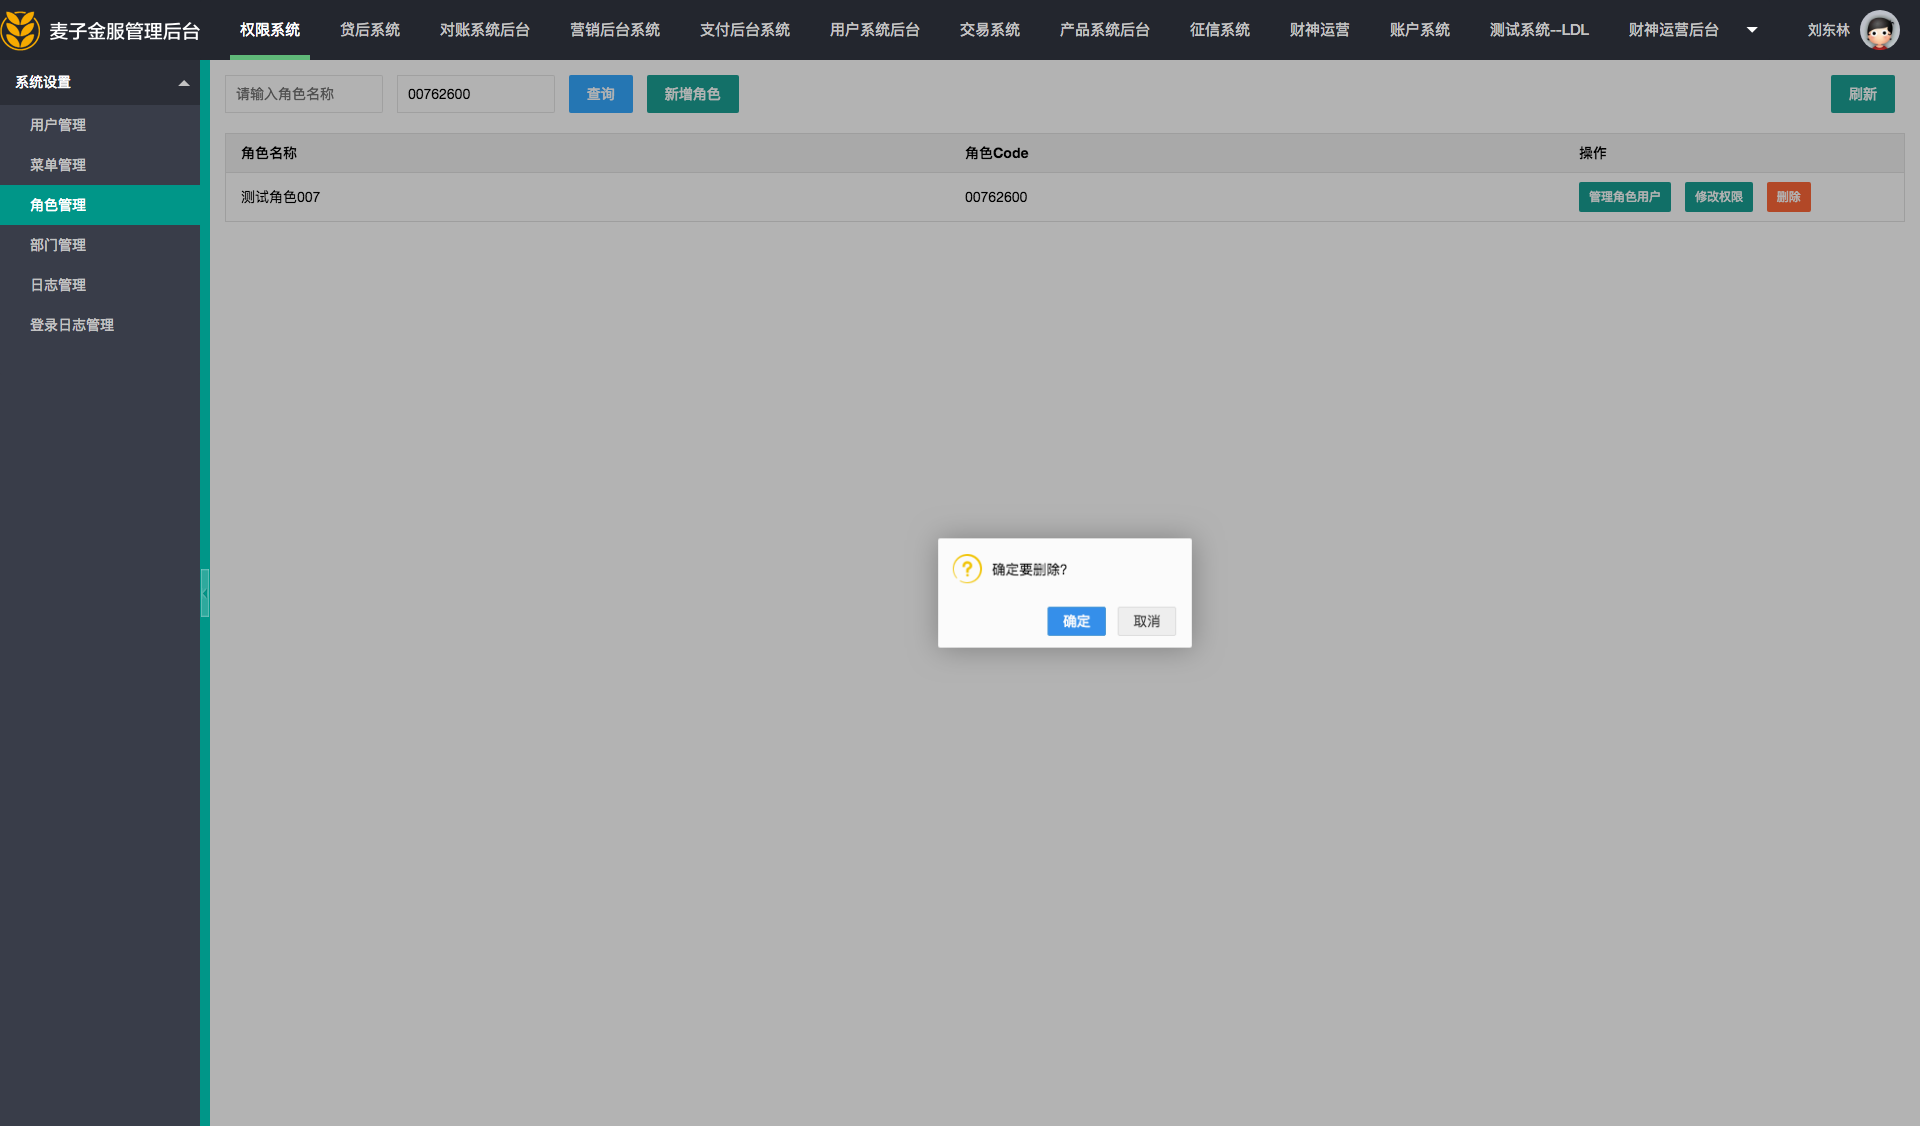 麦子金服管理后台 权限系统 贷后系统 对账系统后台 营销后台系统 支付后台系统 用户系统后台 交易系统 产品系统后台 征信系统 财神运营 账户系统 测试系统--LDL 财神运营后台 刘东林
系统设置
用户管理
菜单管理
角色管理
部门管理
日志管理
登录日志管理
请输入角色名称 00762600 查询 新增角色 刷新
角色名称 角色Code 操作
测试角色007 00762600 管理角色用户 修改权限 删除
确定要删除?
确定 取消